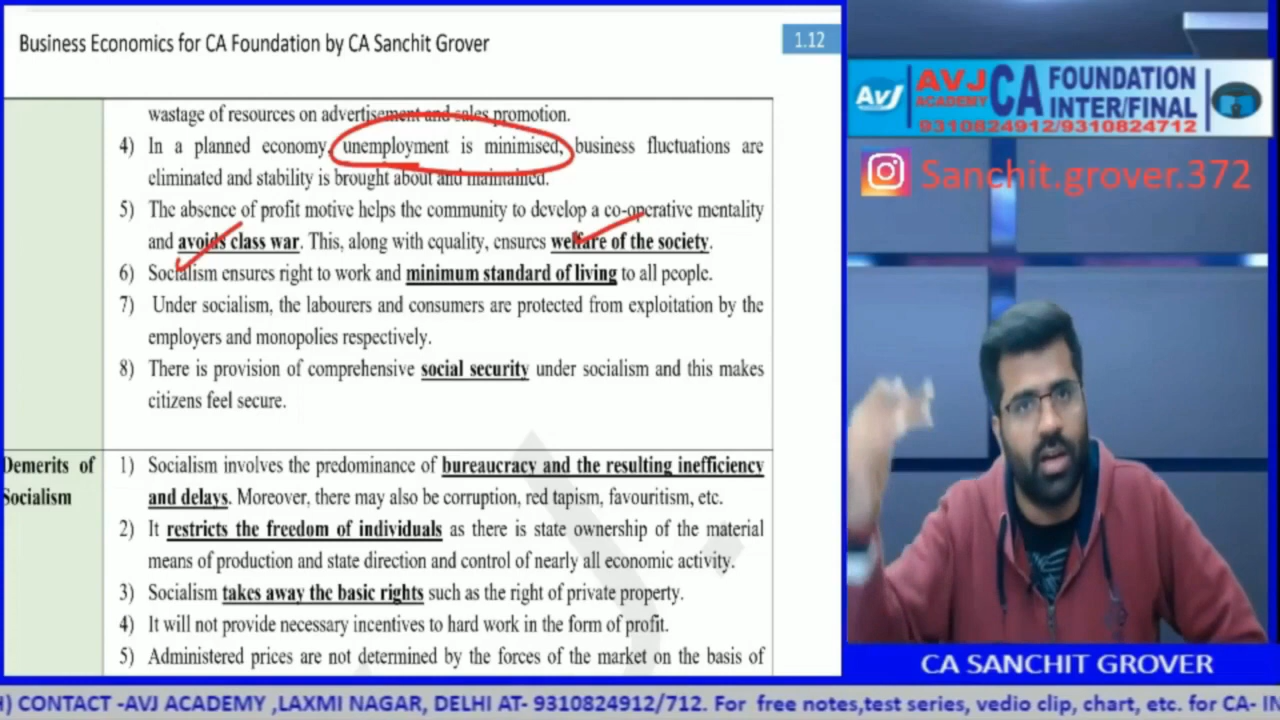 Business Economics for CA Foundation by CA Sanchit Grover
1.12
wastage of resources on advertisement and sales promotion.
4) In a planned economy, unemployment is minimised, business fluctuations are
eliminated and stability is brought about and maintained.
5) The absence of profit motive helps the community to develop a co-operative mentality
and avoids class war. This, along with equality, ensures welfare of the society.
6) Socialism ensures right to work and minimum standard of living to all people.
7) Under socialism, the labourers and consumers are protected from exploitation by the
employers and monopolies respectively.
8) There is provision of comprehensive social security under socialism and this makes
citizens feel secure.
Demerits of
Socialism
1) Socialism involves the predominance of bureaucracy and the resulting inefficiency
and delays. Moreover, there may also be corruption, red tapism, favouritism, etc.
2) It restricts the freedom of individuals as there is state ownership of the material
means of production and state direction and control of nearly all economic activity.
3) Socialism takes away the basic rights such as the right of private property.
4) It will not provide necessary incentives to hard work in the form of profit.
5) Administered prices are not determined by the forces of the market on the basis of
AVJ
AVJ
ACADEMY
CA
FOUNDATION
INTER/FINAL
9310824912/9310824712
Sanchit.grover.372
CA SANCHIT GROVER
H) CONTACT -AVJ ACADEMY ,LAXMI NAGAR, DELHI AT- 9310824912/712. For free notes,test series, vedio clip, chart, etc. for CA- IN